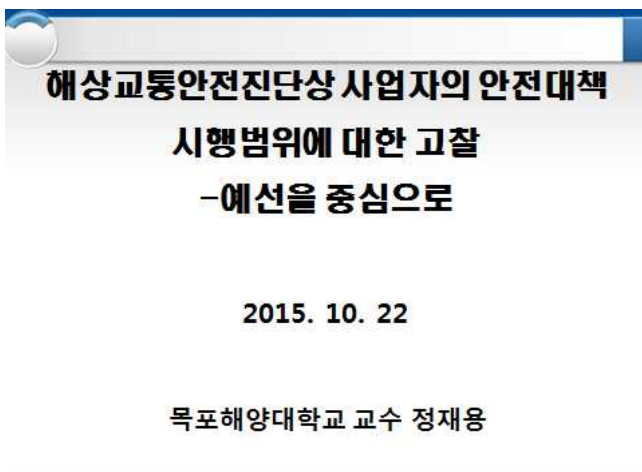 해상교통안전진단상 사업자의 안전대책
시행범위에 대한 고찰
-예선을 중심으로
2015. 10. 22
목포해양대학교 교수 정재용